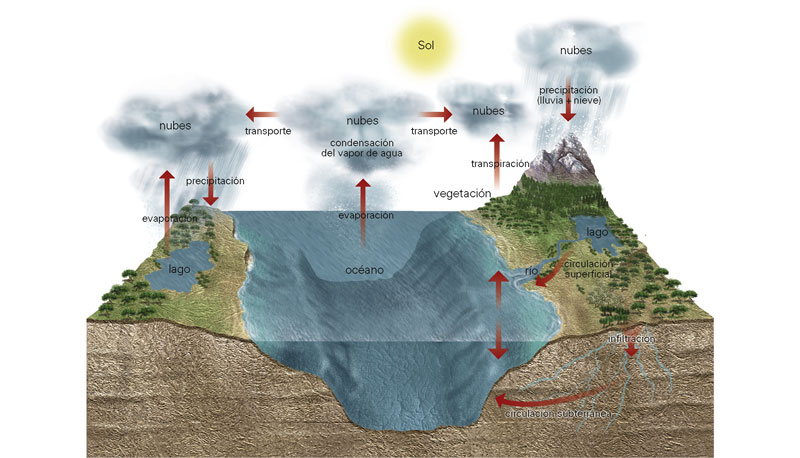 Sol
nubes
precipitación
(lluvia + nieve)
nubes
transporte
nubes
condensación
del vapor de agua
transporte
nubes
transpiración
vegetación
precipitación
evaporación
evaporación
lago
océano
río
lago
circulación
superficial
infiltración
circulación subterránea